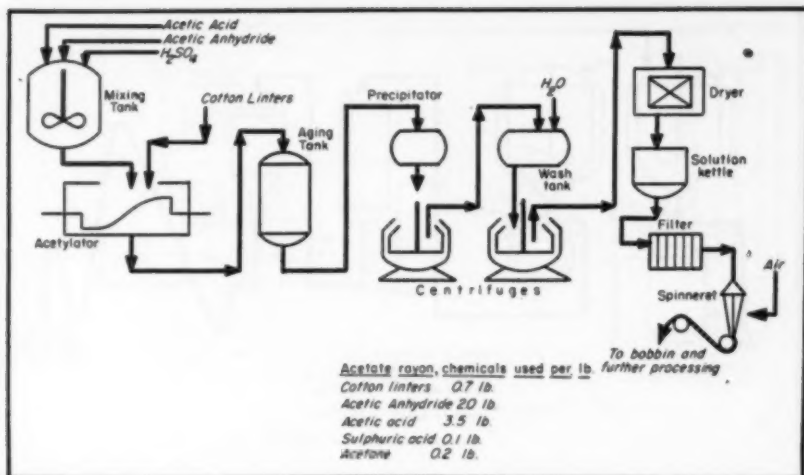 Acetic Acid
Acetic Anhydride
H2SO4
Mixing
Tank
Cotton Linters
Acetylator
Aging
Tank
Precipitator
H2O
Wash
tank
Centrifuges
Dryer
Solution
kettle
Filter
Air
Spinneret
To bobbin and
further processing
Acetate rayon, chemicals used per lb.
Cotton linters 0.7 lb.
Acetic Anhydride 2.0 lb.
Acetic acid 3.5 lb.
Sulphuric acid 0.1 lb.
Acetone 0.2 lb.